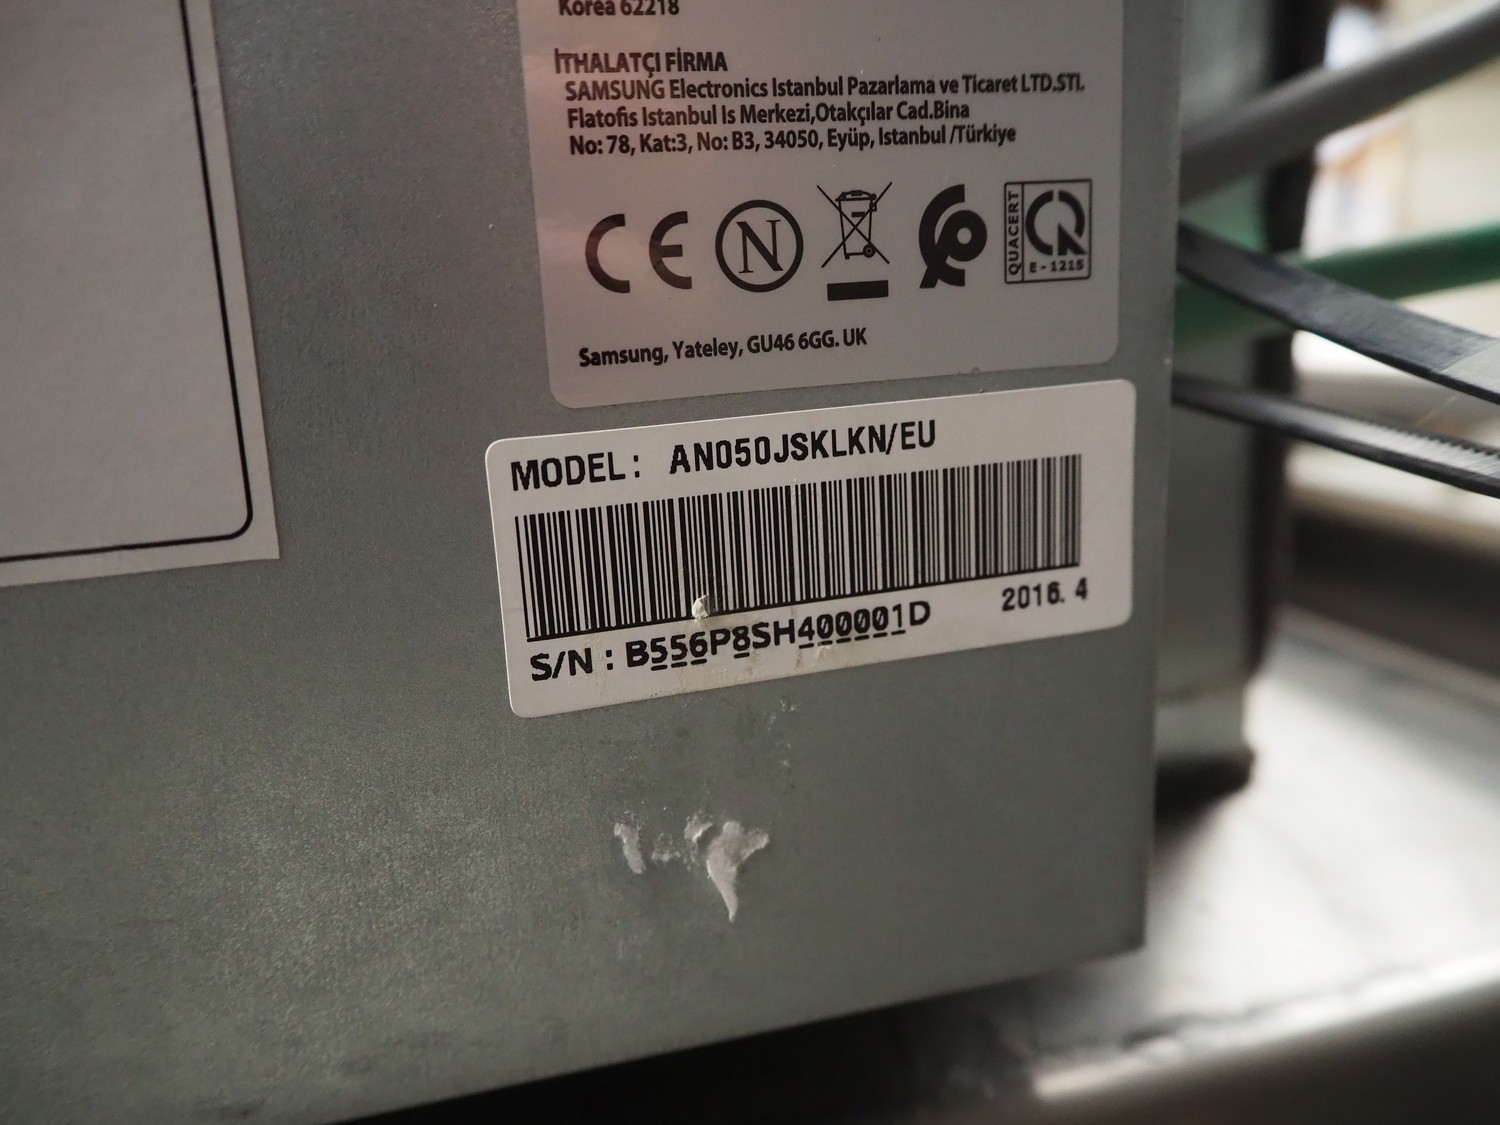 Korea 62218
İTHALATÇI FİRMA
SAMSUNG Electronics Istanbul Pazarlama ve Ticaret LTD.STI.
Flatofis Istanbul Is Merkezi,Otakçılar Cad.Bina
No: 78, Kat:3, No: B3, 34050, Eyüp, Istanbul /Türkiye
CE N QUACERT E - 1215
Samsung, Yateley, GU46 6GG. UK
MODEL: AN050JSKLKN/EU
2016. 4
S/N : B556P8SH400001D